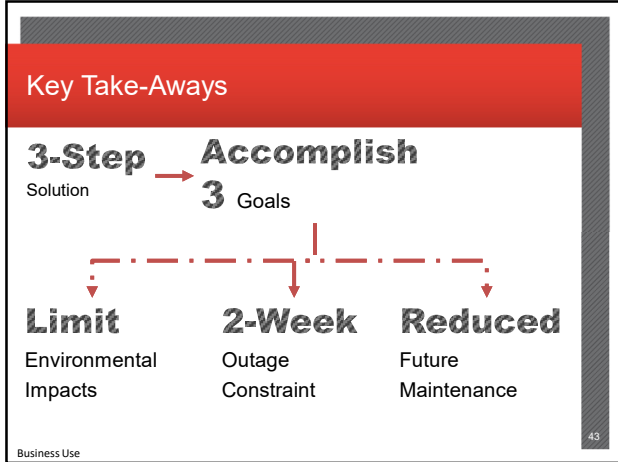 Key Take-Aways
3-Step
Solution
Accomplish
3 Goals
Limit
Environmental
Impacts
2-Week
Outage
Constraint
Reduced
Future
Maintenance
43
Business Use